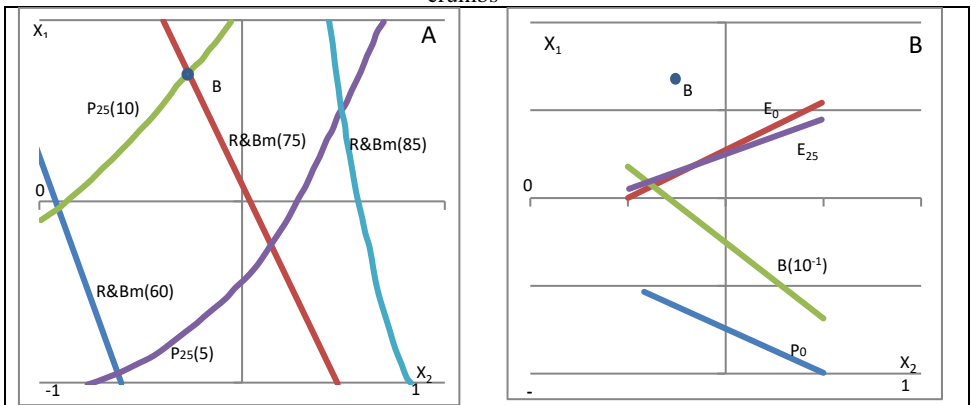 crumbs
X₁
A
P25(10)
B
R&Bm(75)
R&Bm(85)
0
R&Bm(60)
P25(5)
X₂
-1
1
X₁
B
B
E₀
E₂₅
0
B(10⁻¹)
P₀
X₂
-
1